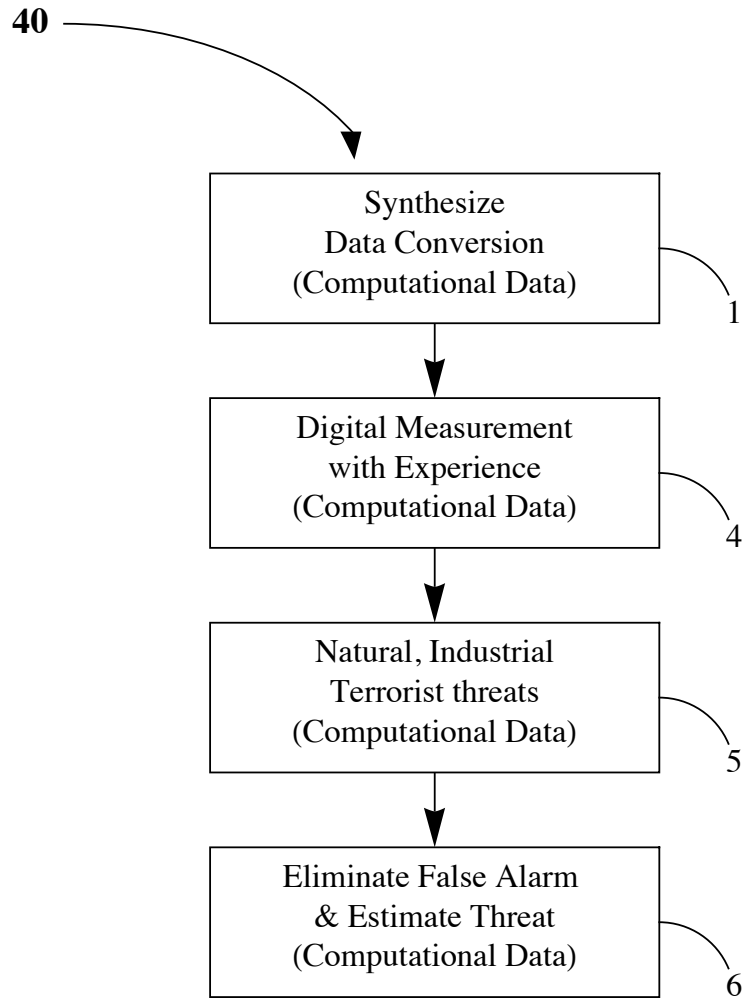 40
Synthesize
Data Conversion
(Computational Data)
1
Digital Measurement
with Experience
(Computational Data)
4
Natural, Industrial
Terrorist threats
(Computational Data)
5
Eliminate False Alarm
& Estimate Threat
(Computational Data)
6